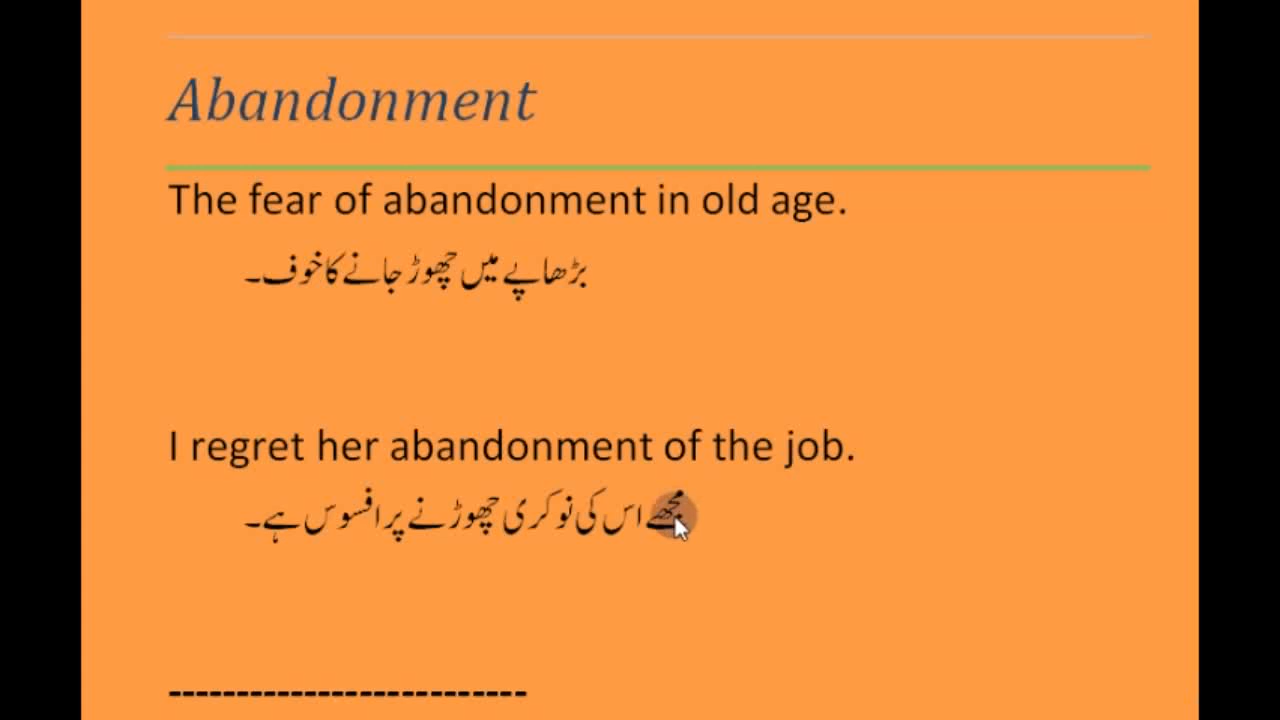 Abandonment
The fear of abandonment in old age.
بڑھاپے میں چھوڑ جانے کا خوف۔
I regret her abandonment of the job.
مجھے اس کی نوکری چھوڑنے پر افسوس ہے۔
--------------------------